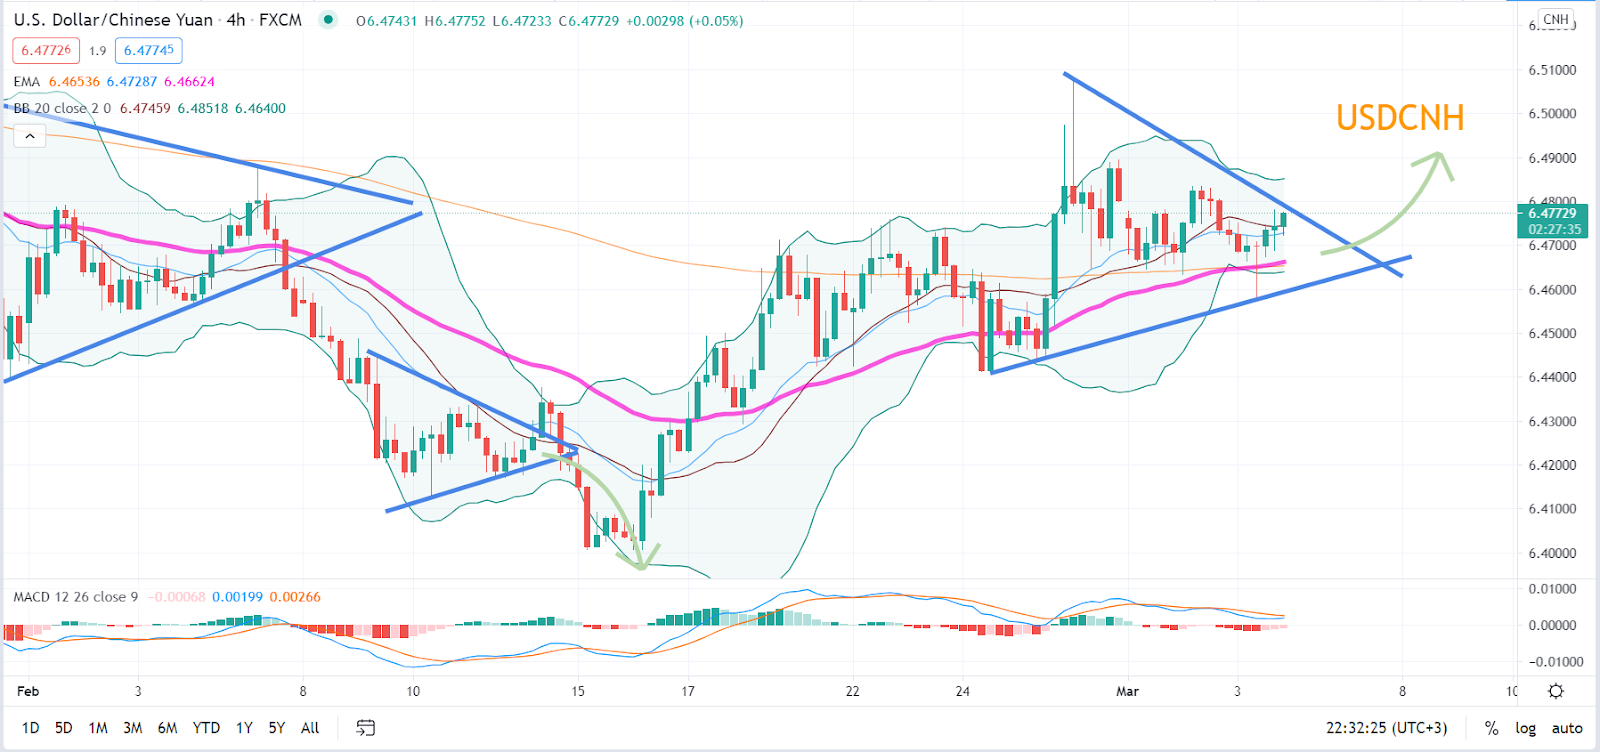 U.S. Dollar/Chinese Yuan · 4h · FXCM O6.47431 H6.47752 L6.47233 C6.47729 +0.00298 (+0.05%)
6.47726 1.9 6.47745
EMA 6.46536 6.47287 6.46624
BB 20 close 2 0 6.47459 6.48518 6.46400
USDCNH
CNH
6.51000
6.50000
6.49000
6.48000
6.47729
02:27:35
6.47000
6.46000
6.45000
6.44000
6.43000
6.42000
6.41000
6.40000
MACD 12 26 close 9 -0.00068 0.00199 0.00266
0.01000
0.00000
-0.01000
Feb 3 8 10 15 17 22 24 Mar 3 8 10
1D 5D 1M 3M 6M YTD 1Y 5Y All 22:32:25 (UTC+3) % log auto